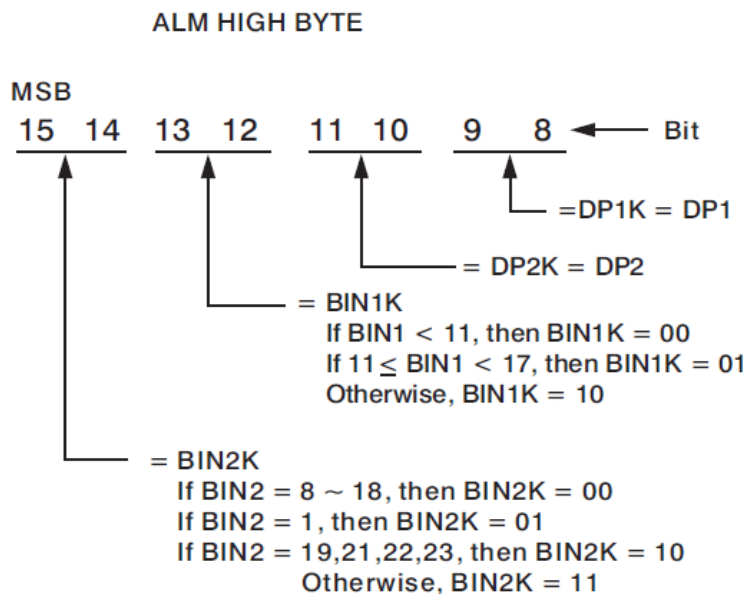 ALM HIGH BYTE
MSB
15 14 13 12 11 10 9 8 Bit
=DP1K = DP1
= DP2K = DP2
= BIN1K
If BIN1 < 11, then BIN1K = 00
If 11 ≤ BIN1 < 17, then BIN1K = 01
Otherwise, BIN1K = 10
= BIN2K
If BIN2 = 8 ~ 18, then BIN2K = 00
If BIN2 = 1, then BIN2K = 01
If BIN2 = 19,21,22,23, then BIN2K = 10
Otherwise, BIN2K = 11